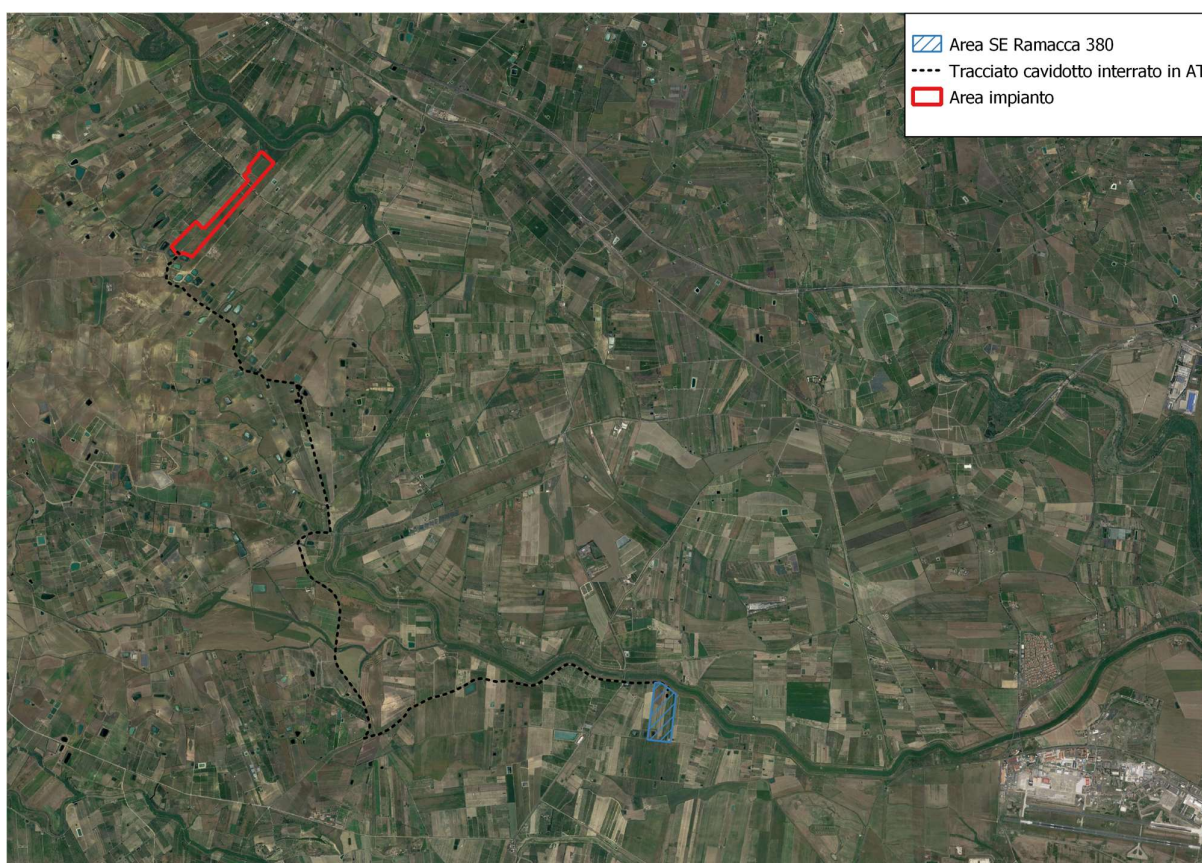 Area SE Ramacca 380
Tracciato cavidotto interrato in AT
Area impianto